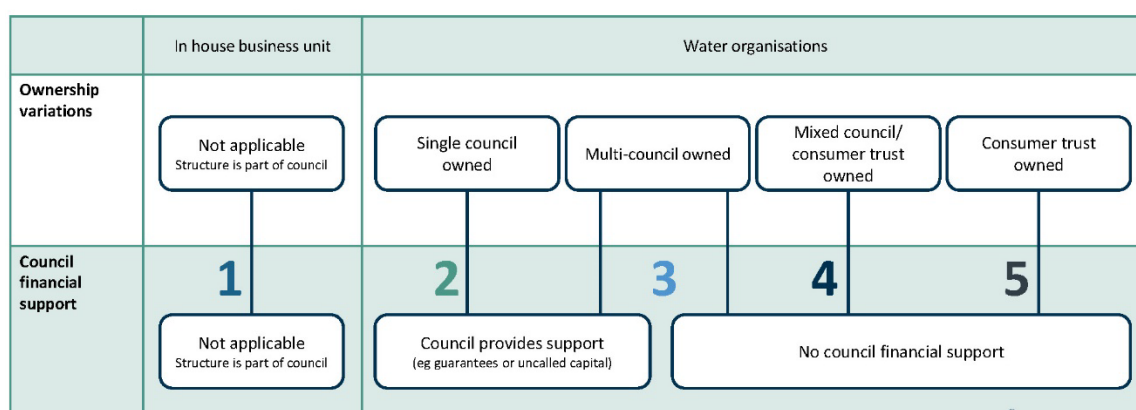 In house business unit
Water organisations
Ownership
variations
Not applicable
Structure is part of council
Single council
owned
Multi-council owned
Mixed council/
consumer trust
owned
Consumer trust
owned
Council
financial
support
1
2
3
4
5
Not applicable
Structure is part of council
Council provides support
(eg guarantees or uncalled capital)
No council financial support